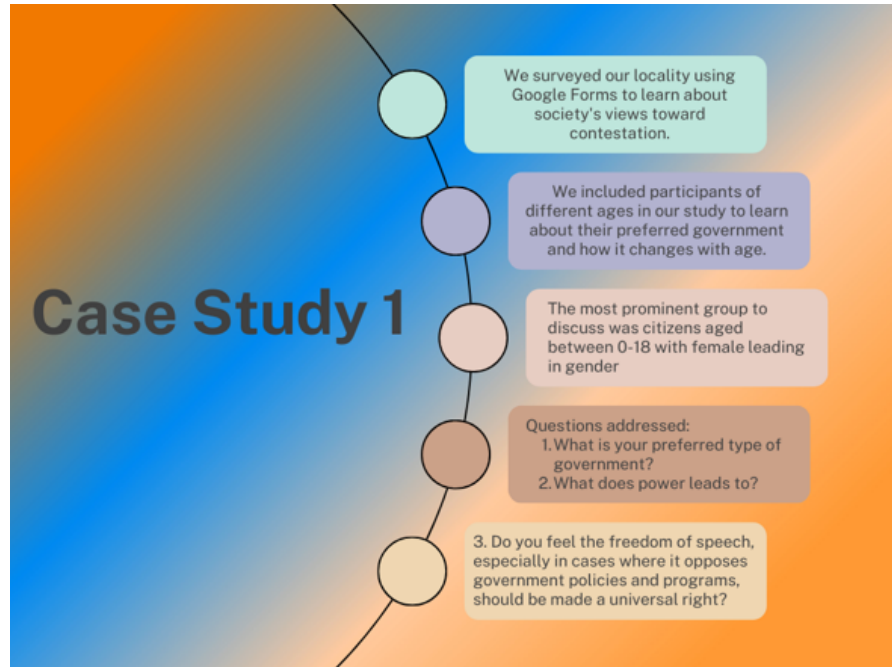 Case Study 1
We surveyed our locality using
Google Forms to learn about
society's views toward
contestation.
We included participants of
different ages in our study to learn
about their preferred government
and how it changes with age.
The most prominent group to
discuss was citizens aged
between 0-18 with female leading
in gender
Questions addressed:
1. What is your preferred type of
government?
2. What does power leads to?
3. Do you feel the freedom of speech,
especially in cases where it opposes
government policies and programs,
should be made a universal right?